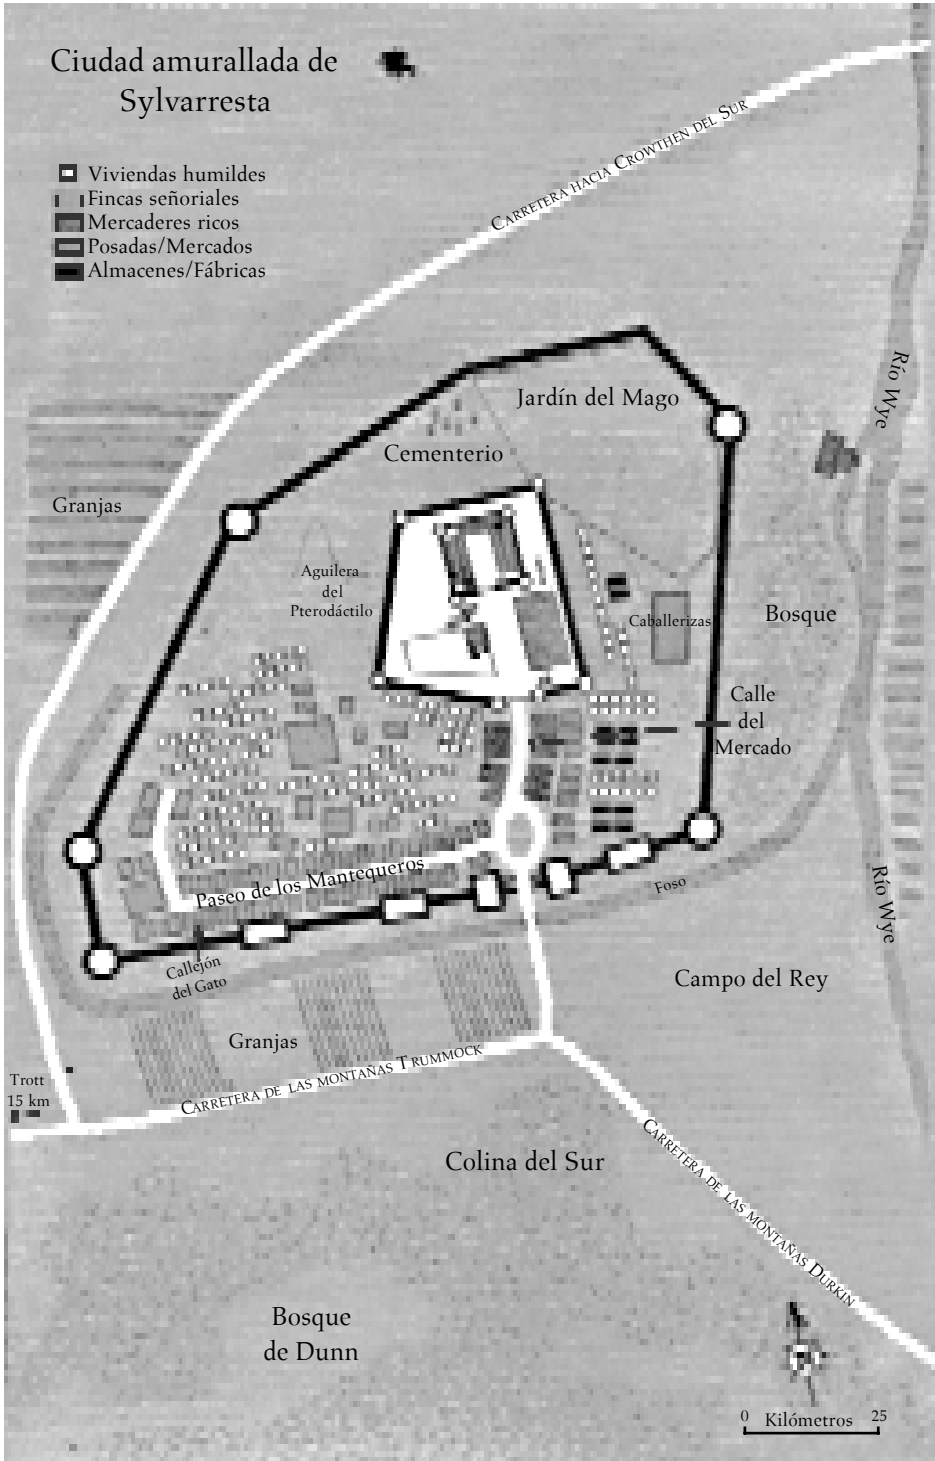 Ciudad amurallada de
Sylvarresta
Viviendas humildes
Fincas señoriales
Mercaderes ricos
Posadas/Mercados
Almacenes/Fábricas
Carretera hacia Crowthen del Sur
Río Wye
Jardín del Mago
Cementerio
Granjas
Aguilera
del
Pterodáctilo
Caballerizas
Bosque
Calle
del
Mercado
Paseo de los Mantequeros
Foso
Río Wye
Callejón
del Gato
Campo del Rey
Granjas
Carretera de las montañas Trummock
Trott
15 km
Carretera de las montañas Durkin
Colina del Sur
Bosque
de Dunn
0 Kilómetros 25